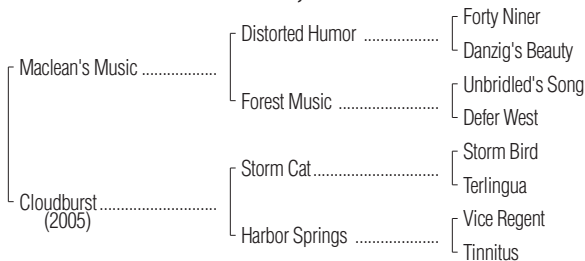 Forty Niner
Distorted Humor ..................
Danzig's Beauty
Maclean's Music .................
Unbridled's Song
Forest Music .......................
Defer West
Storm Bird
Storm Cat.............................
Terlingua
Cloudburst....................
(2005)
Vice Regent
Harbor Springs ....................
Tinnitus